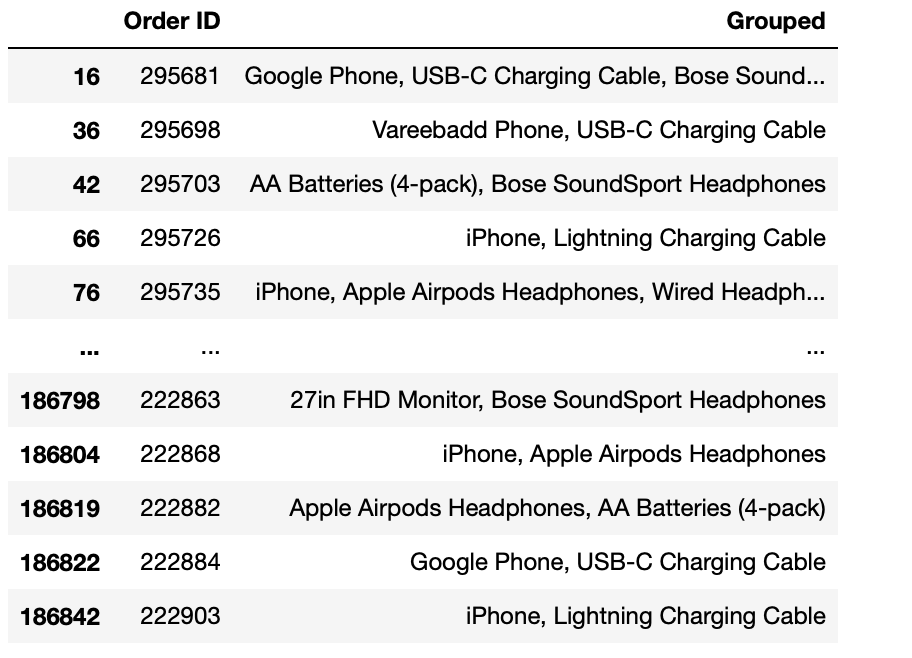 Order ID Grouped
16 295681 Google Phone, USB-C Charging Cable, Bose Sound...
36 295698 Vareebadd Phone, USB-C Charging Cable
42 295703 AA Batteries (4-pack), Bose SoundSport Headphones
66 295726 iPhone, Lightning Charging Cable
76 295735 iPhone, Apple Airpods Headphones, Wired Headph...
... ... ...
186798 222863 27in FHD Monitor, Bose SoundSport Headphones
186804 222868 iPhone, Apple Airpods Headphones
186819 222882 Apple Airpods Headphones, AA Batteries (4-pack)
186822 222884 Google Phone, USB-C Charging Cable
186842 222903 iPhone, Lightning Charging Cable